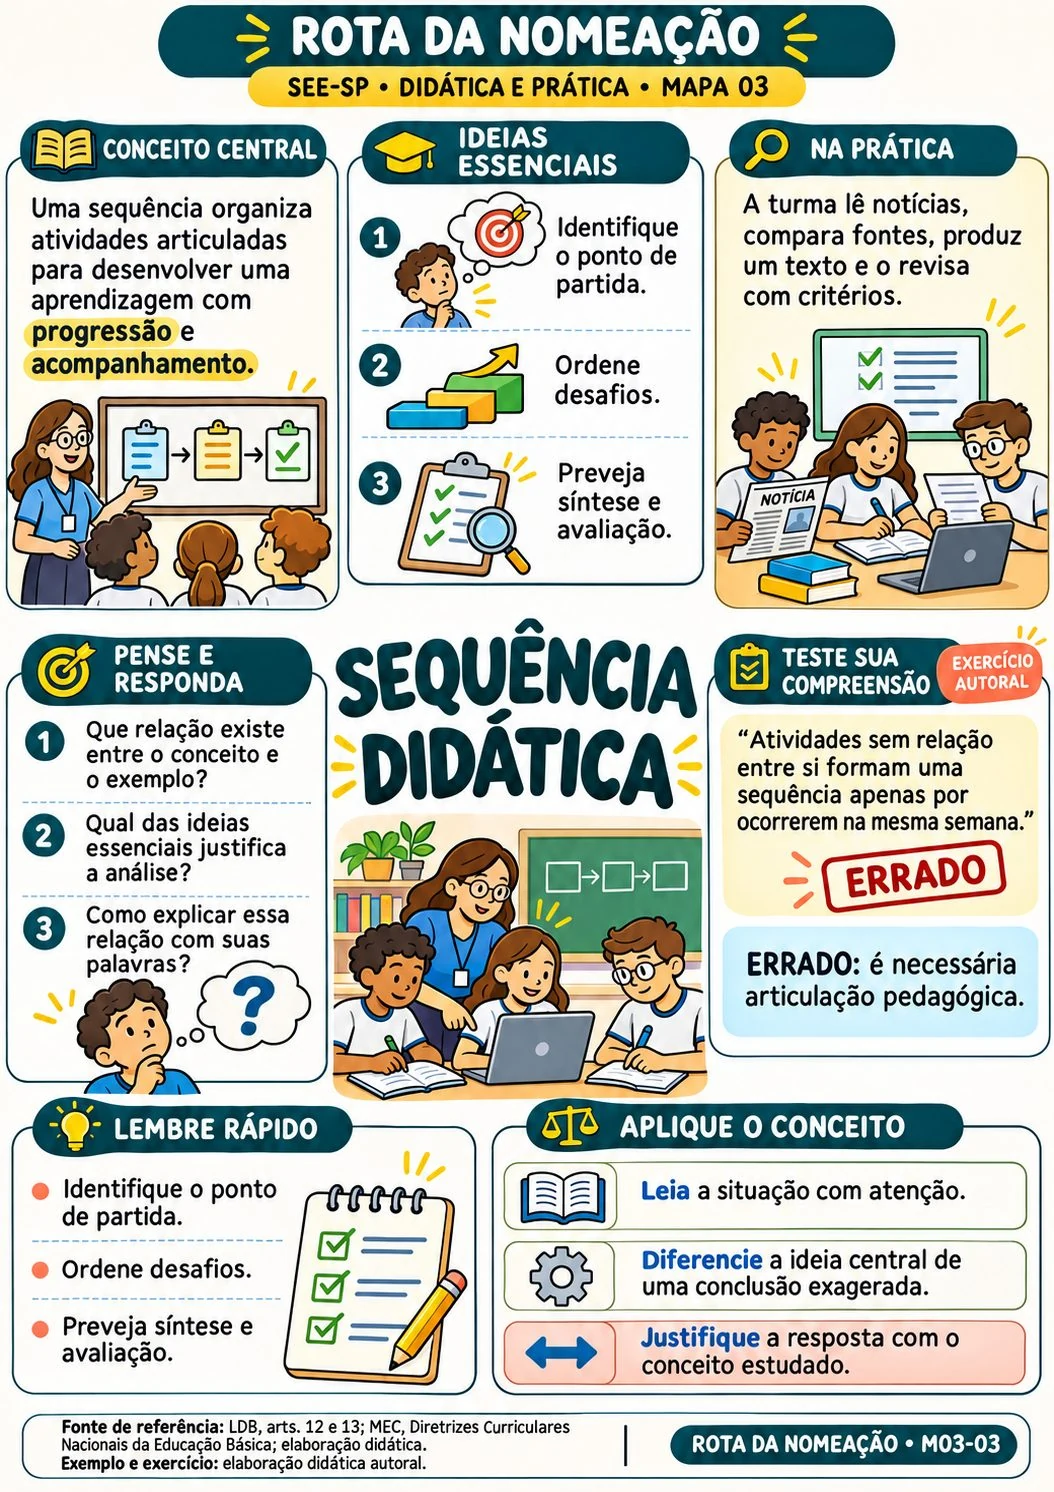 ROTA DA NOMEAÇÃO
SEE-SP • DIDÁTICA E PRÁTICA • MAPA 03
CONCEITO CENTRAL
Uma sequência organiza
atividades articuladas
para desenvolver uma
aprendizagem com
progressão e
acompanhamento.
IDEIAS
ESSENCIAIS
1
Identifique
o ponto de
partida.
2
Ordene
desafios.
3
Preveja
síntese e
avaliação.
NA PRÁTICA
A turma lê notícias,
compara fontes, produz
um texto e o revisa
com critérios.
NOTÍCIA
PENSE E
RESPONDA
1
Que relação existe
entre o conceito e
o exemplo?
2
Qual das ideias
essenciais justifica
a análise?
3
Como explicar essa
relação com suas
palavras?
?
SEQUÊNCIA
DIDÁTICA
TESTE SUA
COMPREENSÃO
EXERCÍCIO
AUTORAL
“Atividades sem relação
entre si formam uma
sequência apenas por
ocorrerem na mesma semana.”
ERRADO
ERRADO: é necessária
articulação pedagógica.
LEMBRE RÁPIDO
Identifique o ponto
de partida.
Ordene desafios.
Preveja síntese e
avaliação.
APLIQUE O CONCEITO
Leia a situação com atenção.
Diferencie a ideia central de
uma conclusão exagerada.
Justifique a resposta com o
conceito estudado.
Fonte de referência: LDB, arts. 12 e 13; MEC, Diretrizes Curriculares
Nacionais da Educação Básica; elaboração didática.
Exemplo e exercício: elaboração didática autoral.
ROTA DA NOMEAÇÃO • M03-03